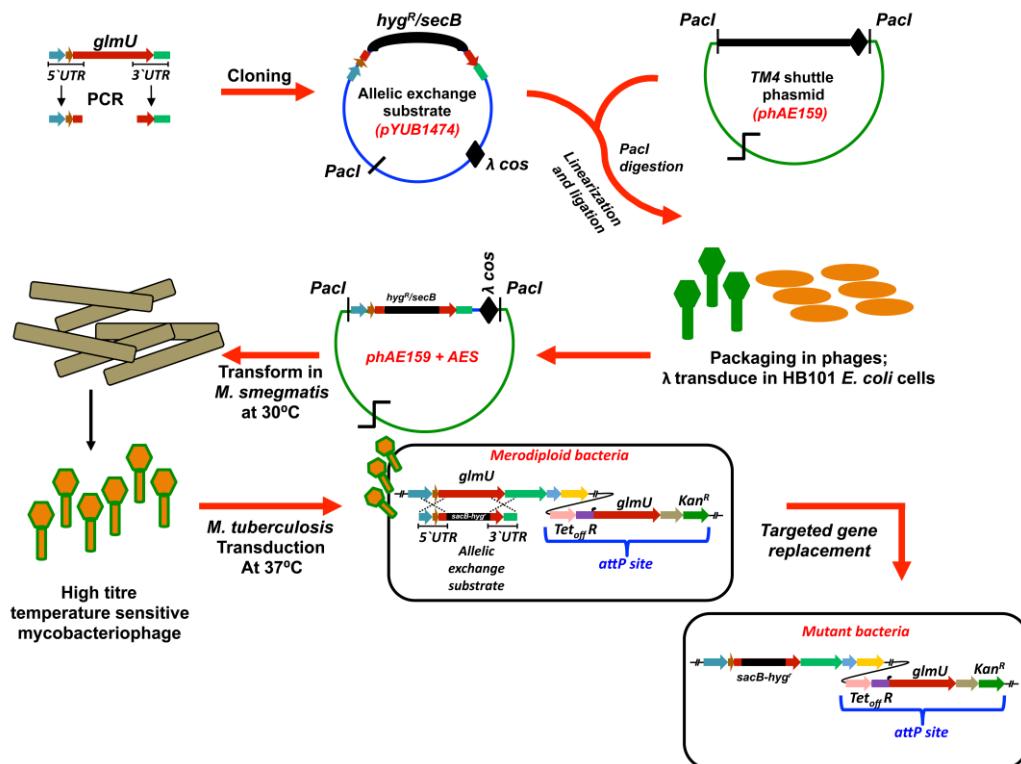 glmU
5`UTR
3`UTR
PCR
Cloning
hygR/secB
Allelic exchange
substrate
(pYUB1474)
PacI
λ cos
Linearization
and ligation
PacI
digestion
PacI
PacI
TM4 shuttle
plasmid
(phAE159)
Packaging in phages;
λ transduce in HB101 E. coli cells
PacI
λ cos
PacI
hygR/secB
phAE159 + AES
Transform in
M. smegmatis
at 30ºC
High titre
temperature sensitive
mycobacteriophage
M. tuberculosis
Transduction
At 37ºC
Merodiploid bacteria
glmU
sacB-hygr
5`UTR
3`UTR
Allelic
exchange
substrate
glmU
KanR
Tetoff R
attP site
Targeted gene
replacement
Mutant bacteria
sacB-hygr
glmU
KanR
Tetoff R
attP site